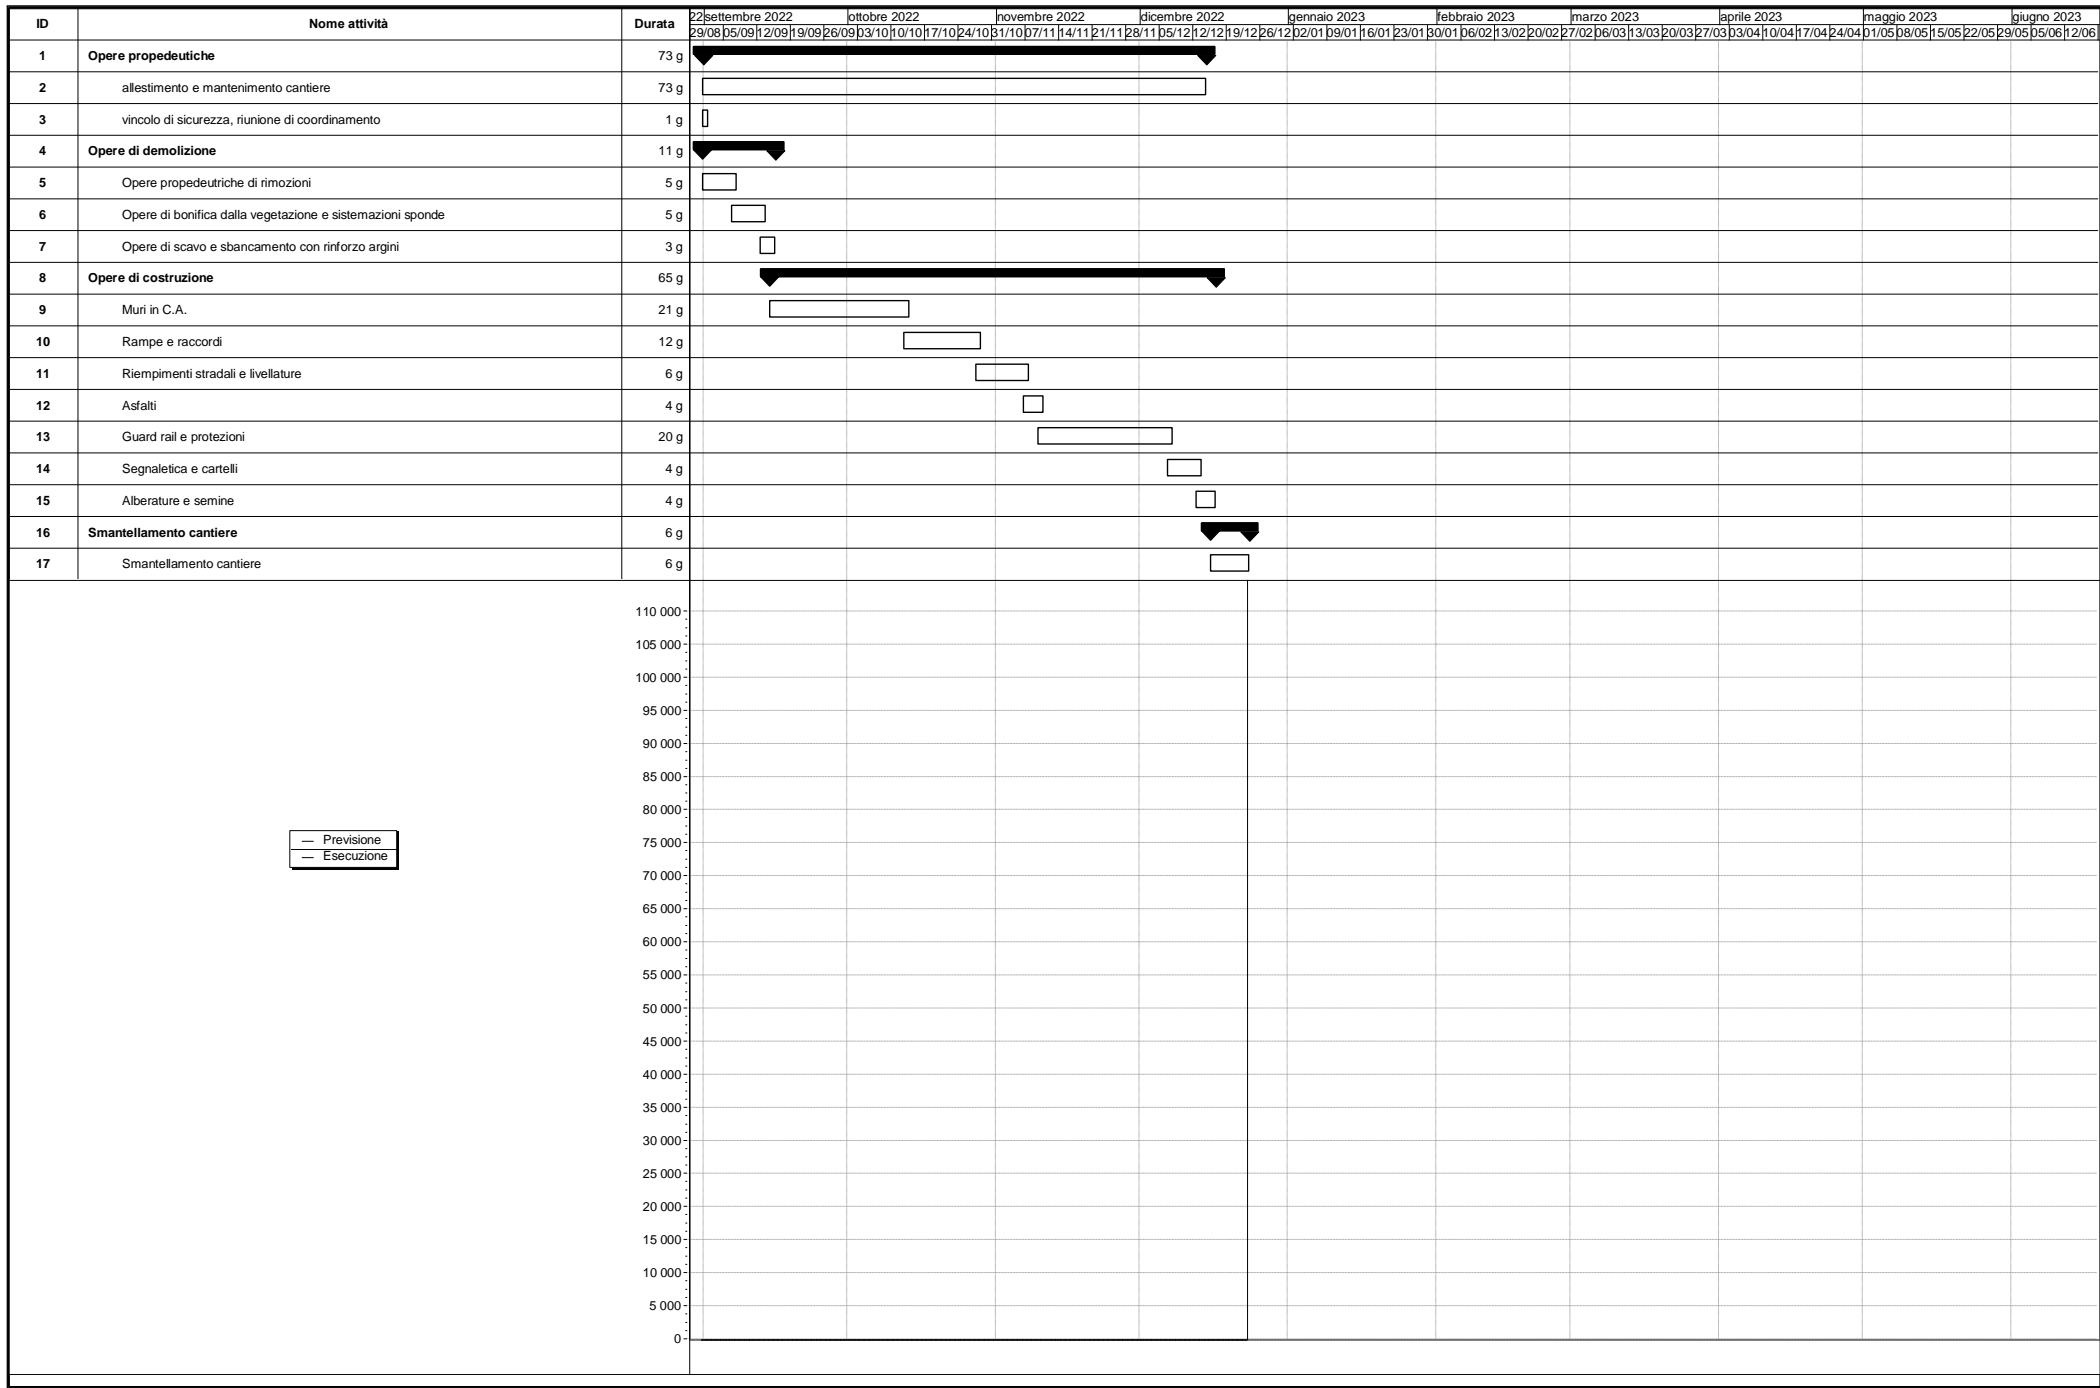 ID Nome attività Durata 22 settembre 2022 ottobre 2022 novembre 2022 dicembre 2022 gennaio 2023 febbraio 2023 marzo 2023 aprile 2023 maggio 2023 giugno 2023
29/08 05/09 12/09 19/09 26/09 03/10 10/10 17/10 24/10 31/10 07/11 14/11 21/11 28/11 05/12 12/12 19/12 26/12 02/01 09/01 16/01 23/01 30/01 06/02 13/02 20/02 27/02 06/03 13/03 20/03 27/03 03/04 10/04 17/04 24/04 01/05 08/05 15/05 22/05 29/05 05/06 12/06
1 Opere propedeutiche 73 g
2 allestimento e mantenimento cantiere 73 g
3 vincolo di sicurezza, riunione di coordinamento 1 g
4 Opere di demolizione 11 g
5 Opere propedeutriche di rimozioni 5 g
6 Opere di bonifica dalla vegetazione e sistemazioni sponde 5 g
7 Opere di scavo e sbancamento con rinforzo argini 3 g
8 Opere di costruzione 65 g
9 Muri in C.A. 21 g
10 Rampe e raccordi 12 g
11 Riempimenti stradali e livellature 6 g
12 Asfalti 4 g
13 Guard rail e protezioni 20 g
14 Segnaletica e cartelli 4 g
15 Alberature e semine 4 g
16 Smantellamento cantiere 6 g
17 Smantellamento cantiere 6 g
110 000
105 000
100 000
95 000
90 000
85 000
80 000
75 000
70 000
65 000
60 000
55 000
50 000
45 000
40 000
35 000
30 000
25 000
20 000
15 000
10 000
5 000
0
Previsione
Esecuzione